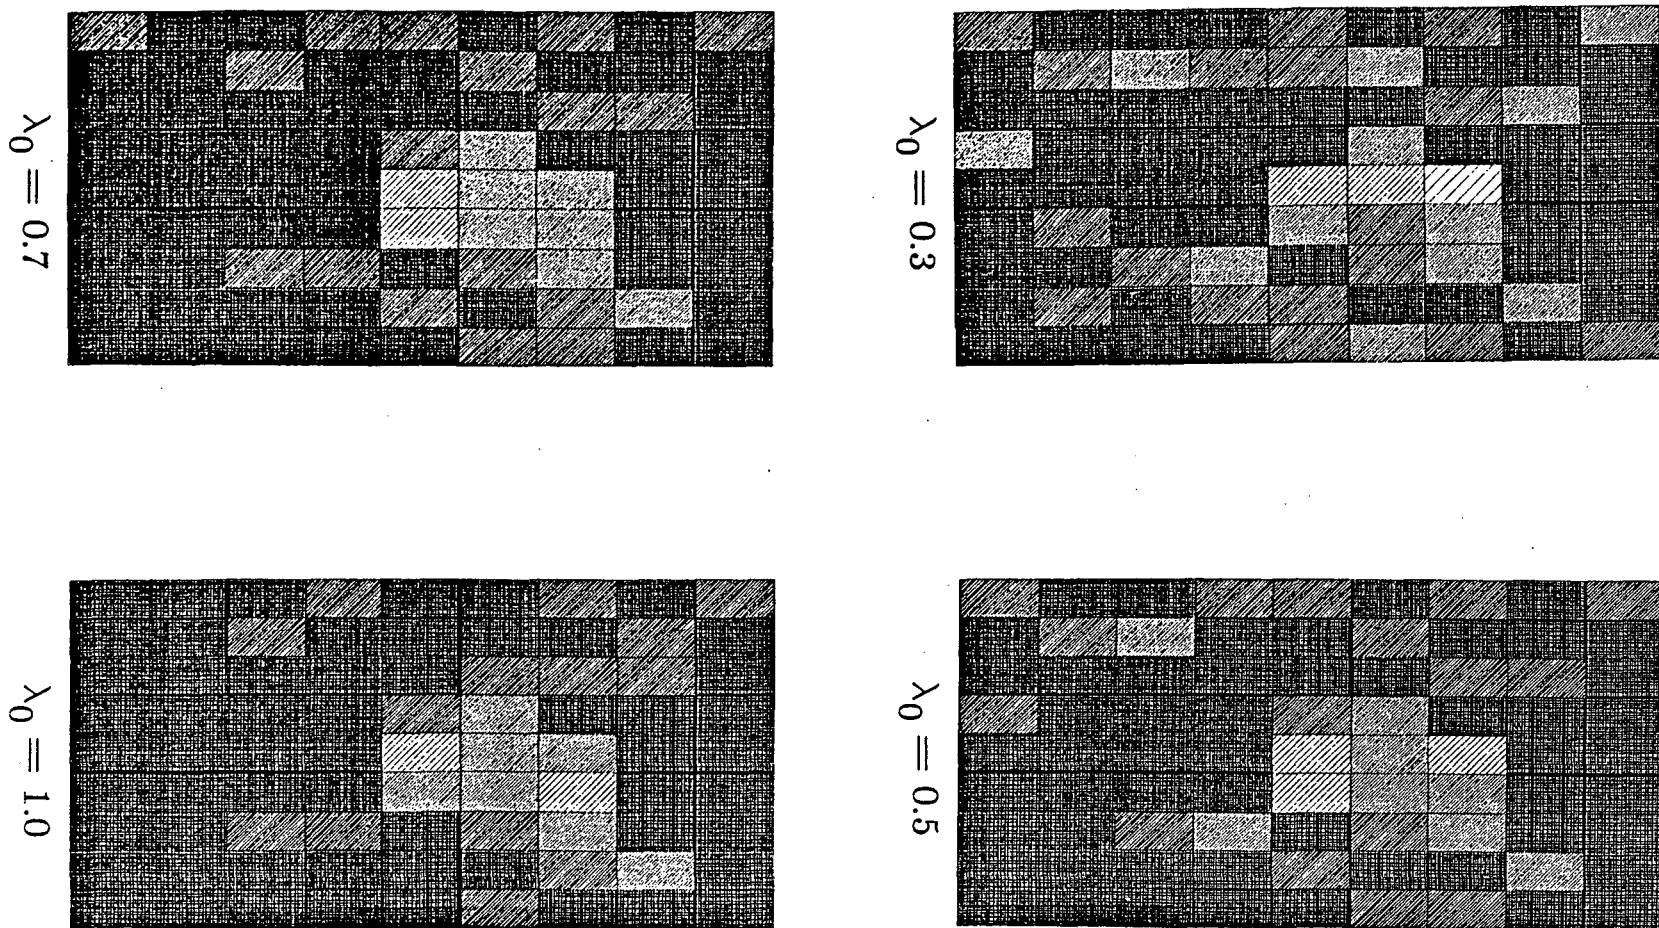 λ₀ = 0.3
λ₀ = 0.5
λ₀ = 0.7
λ₀ = 1.0